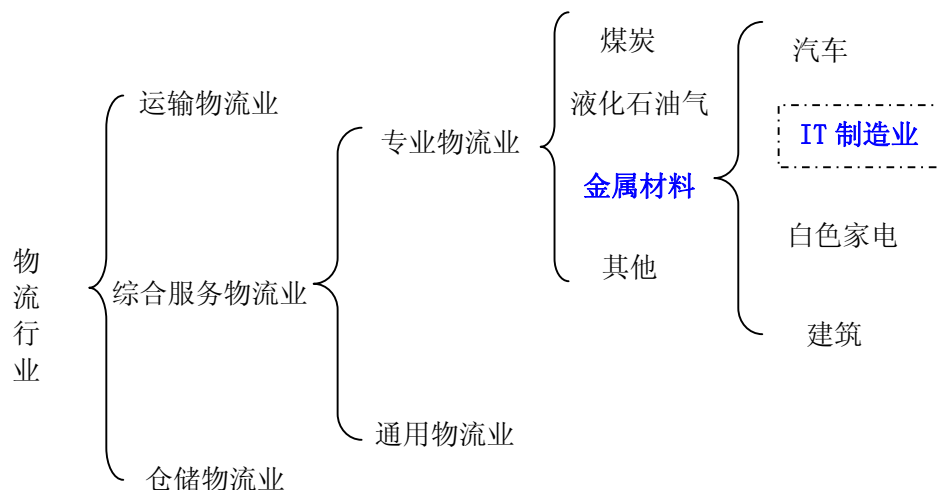 物流行业
运输物流业
综合服务物流业
仓储物流业
专业物流业
通用物流业
煤炭
液化石油气
金属材料
其他
汽车
IT 制造业
白色家电
建筑